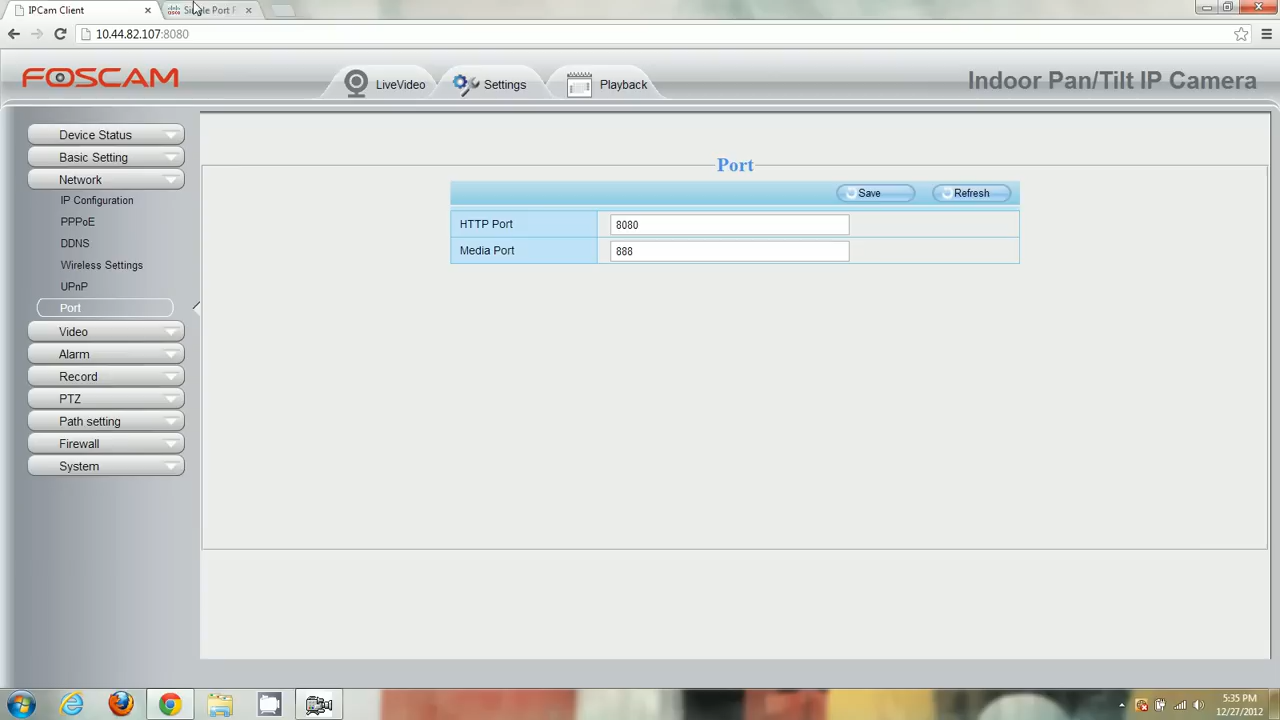 IPCam Client
Single Port F
10.44.82.107:8080
FOSCAM
LiveVideo
Settings
Playback
Indoor Pan/Tilt IP Camera
Device Status
Basic Setting
Network
IP Configuration
PPPoE
DDNS
Wireless Settings
UPnP
Port
Video
Alarm
Record
PTZ
Path setting
Firewall
System
Port
Save
Refresh
HTTP Port
8080
Media Port
888
5:35 PM
12/27/2012